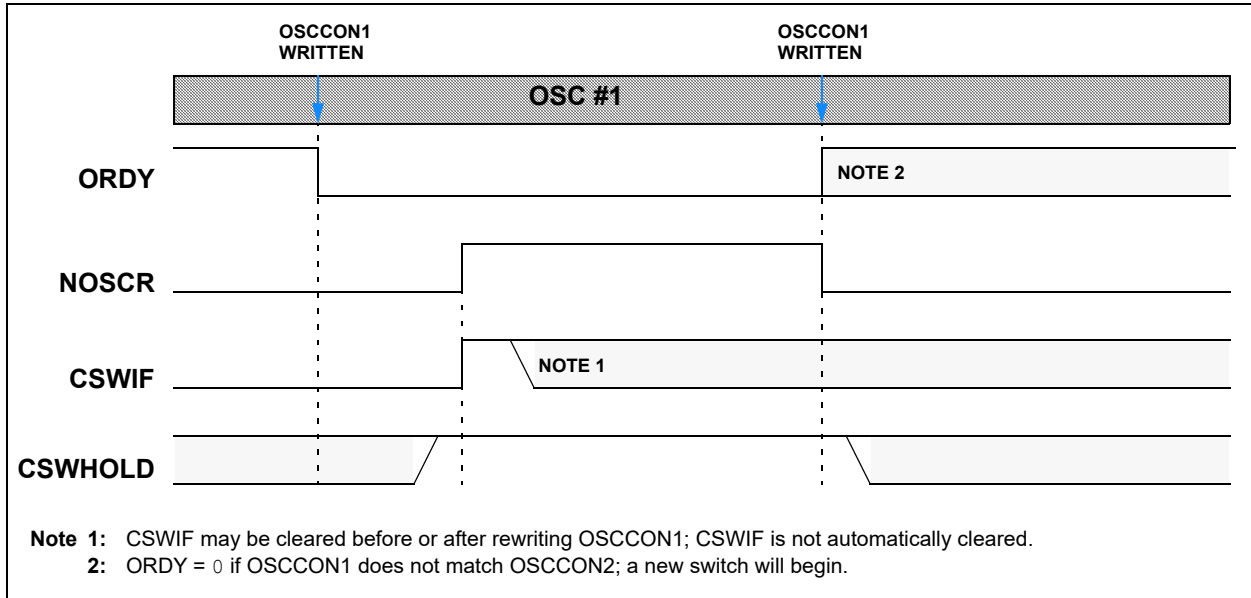 OSCCON1 OSCCON1
WRITTEN WRITTEN
OSC #1
ORDY NOTE 2
NOSCR
CSWIF NOTE 1
CSWHOLD
Note 1: CSWIF may be cleared before or after rewriting OSCCON1; CSWIF is not automatically cleared.
2: ORDY = 0 if OSCCON1 does not match OSCCON2; a new switch will begin.